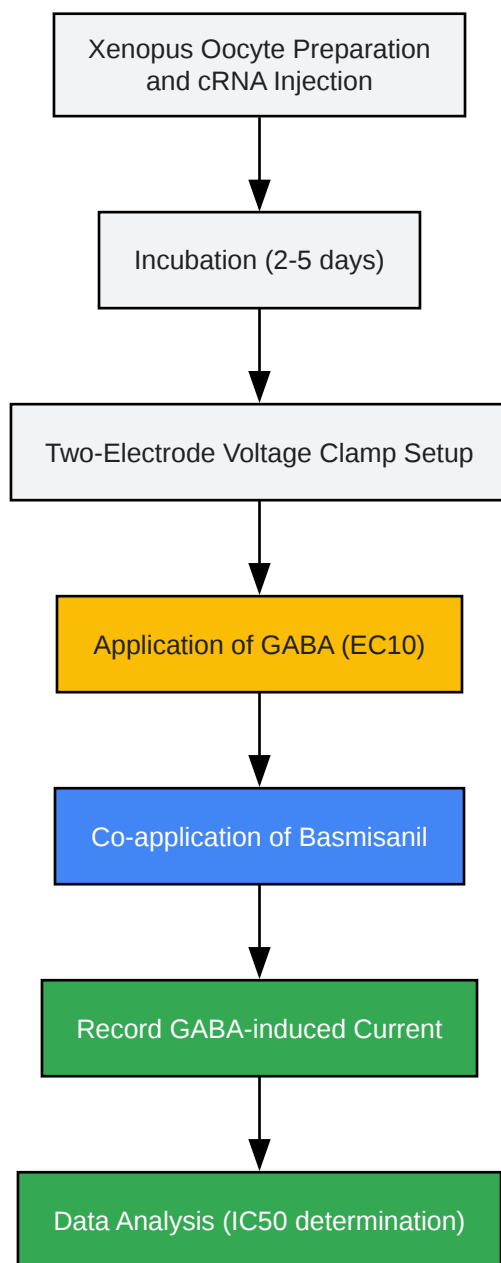 Xenopus Oocyte Preparation
and cRNA Injection
Incubation (2-5 days)
Two-Electrode Voltage Clamp Setup
Application of GABA (EC10)
Co-application of Basmisanil
Record GABA-induced Current
Data Analysis (IC50 determination)